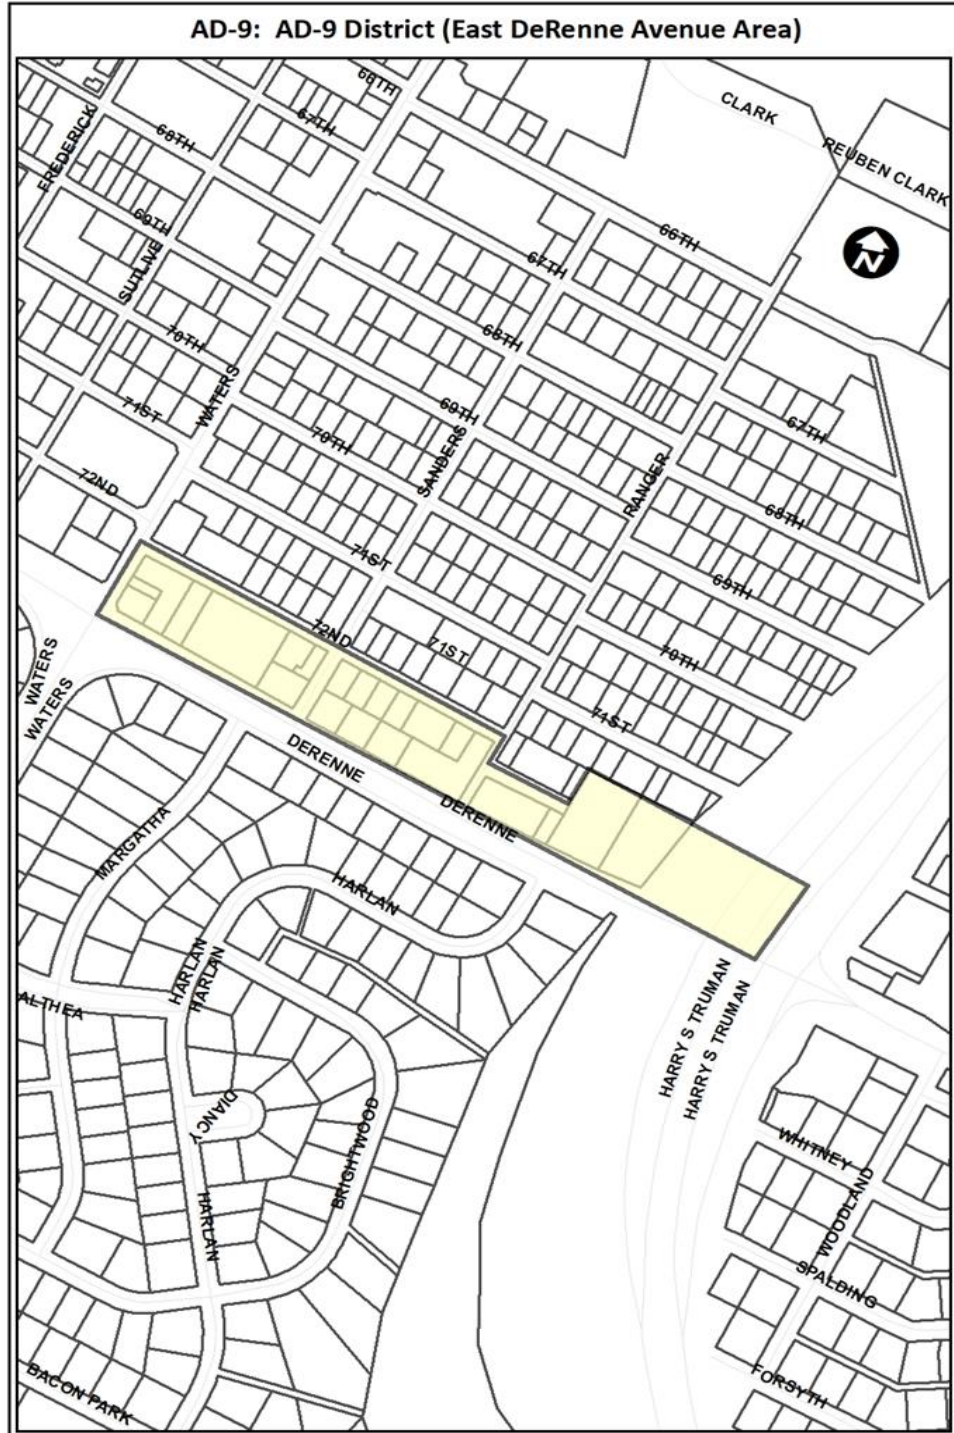 AD-9: AD-9 District (East DeRenne Avenue Area)
66TH
CLARK
67TH
FREDERICK
68TH
REUBEN CLARK
69TH
66TH
N
SUTLIVE
67TH
70TH
68TH
WATERS
71ST
69TH
67TH
70TH
SANDERS
RANGER
72ND
68TH
71ST
69TH
72ND
71ST
70TH
WATERS
WATERS
71ST
DERENNE
DERENNE
MARGATHA
HARLAN
HARLAN
HARLAN
ALTHEA
HARRY S TRUMAN
HARRY S TRUMAN
DIANCY
BRIGHTWOOD
WHITNEY
HARLAN
WOODLAND
SPALDING
BACON PARK
FORSYTH